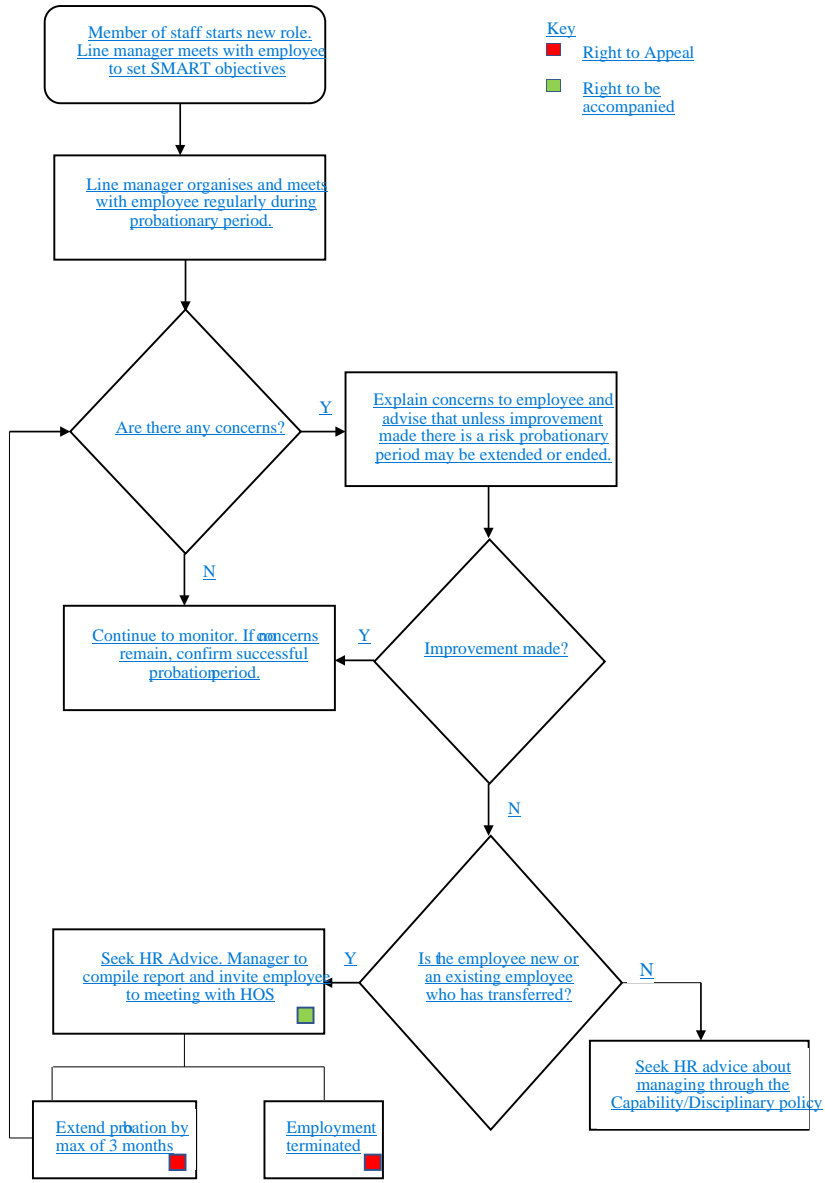 Member of staff starts new role.
Line manager meets with employee
to set SMART objectives
Key
Right to Appeal
Right to be
accompanied
Line manager organises and meets
with employee regularly during
probationary period.
Are there any concerns?
Y
Explain concerns to employee and
advise that unless improvement
made there is a risk probationary
period may be extended or ended.
N
Continue to monitor. If no concerns
remain, confirm successful
probation period.
Y
Improvement made?
N
Seek HR Advice. Manager to
compile report and invite employee
to meeting with HOS
Y
Is the employee new or
an existing employee
who has transferred?
N
Seek HR advice about
managing through the
Capability/Disciplinary policy
Extend probation by
max of 3 months
Employment
terminated